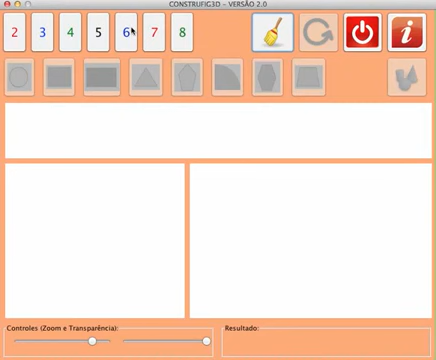 CONSTRUFIG3D - VERSÃO 2.0
2 3 4 5 6 7 8 i
Controles (Zoom e Transparência):
Resultado: